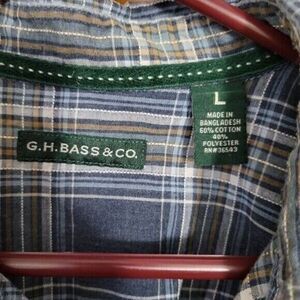 G.H.BASS & CO.
L
MADE IN
BANGLADESH
60% COTTON
40%
POLYESTER
RN#36543